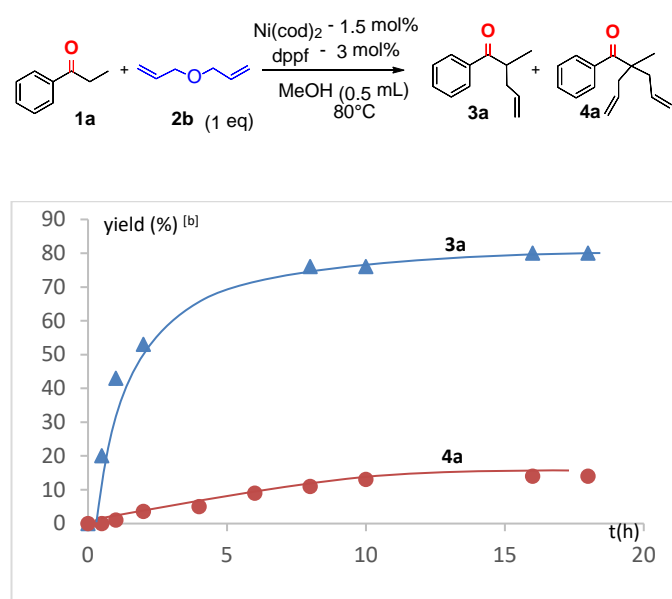 Ni(cod)2 - 1.5 mol%
dppf - 3 mol%
O
+
O
MeOH (0.5 mL)
80°C
O
+
O
1a
2b (1 eq)
3a
4a
yield (%) [b]
90
80
70
60
50
40
30
20
10
0
3a
4a
t(h)
0
5
10
15
20